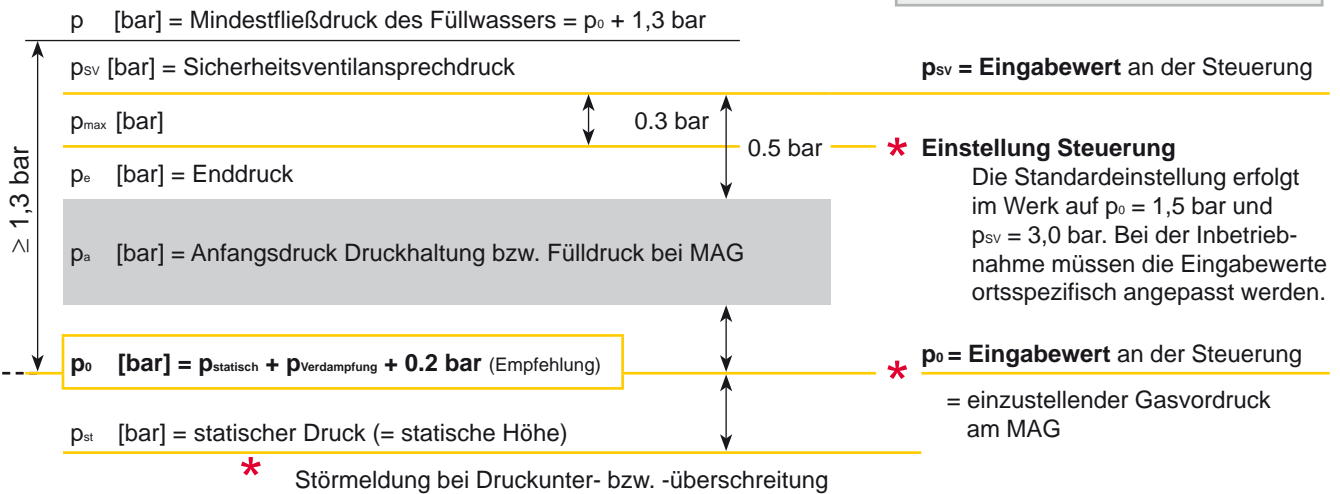 p [bar] = Mindestfließdruck des Füllwassers = p₀ + 1,3 bar
≥ 1,3 bar
pSV [bar] = Sicherheitsventilansprechdruck
pSV = Eingabewert an der Steuerung
pmax [bar]
0.3 bar
0.5 bar
* Einstellung Steuerung
Die Standardeinstellung erfolgt
im Werk auf p₀ = 1,5 bar und
pSV = 3,0 bar. Bei der Inbetrieb-
nahme müssen die Eingabewerte
ortsspezifisch angepasst werden.
pe [bar] = Enddruck
pa [bar] = Anfangsdruck Druckhaltung bzw. Fülldruck bei MAG
p₀ [bar] = pstatisch + pVerdampfung + 0.2 bar (Empfehlung)
* p₀ = Eingabewert an der Steuerung
= einzustellender Gasvordruck
am MAG
pst [bar] = statischer Druck (= statische Höhe)
* Störmeldung bei Druckunter- bzw. -überschreitung